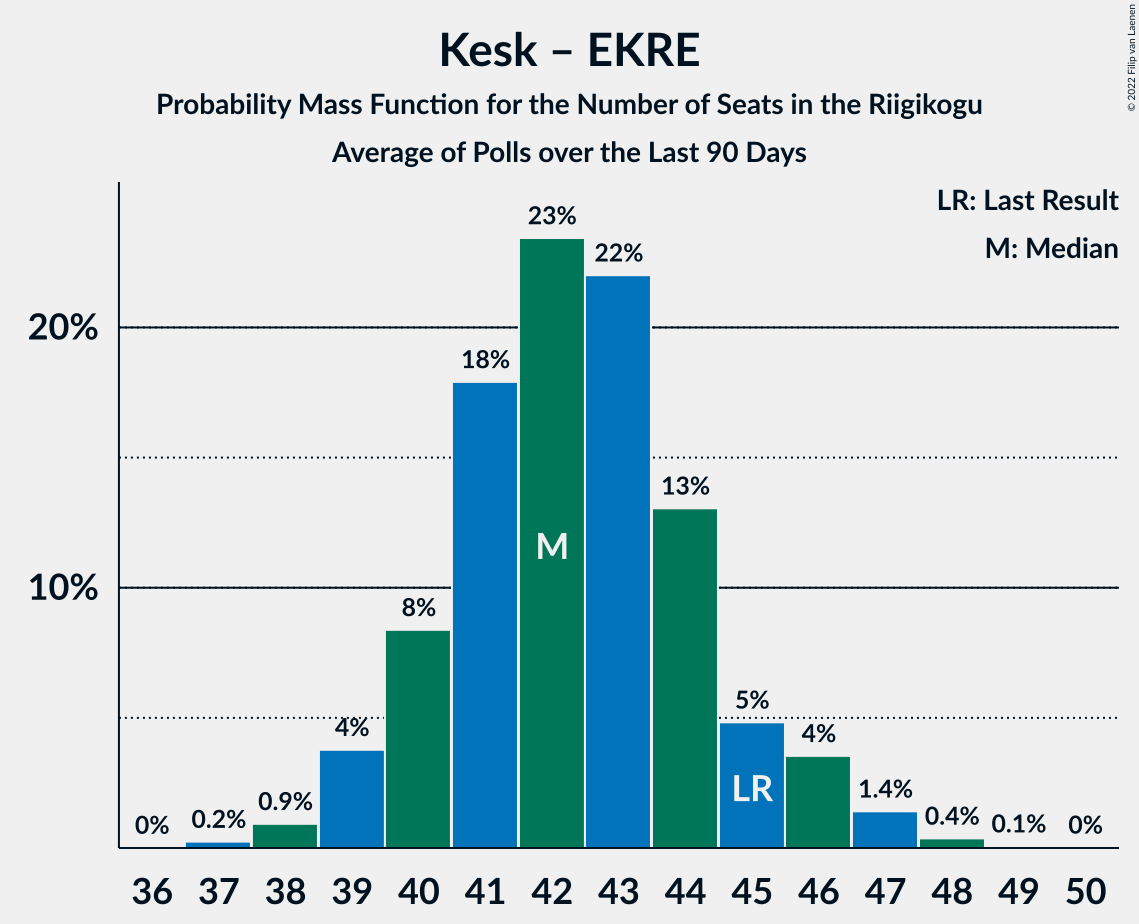 Kesk – EKRE
Probability Mass Function for the Number of Seats in the Riigikogu
Average of Polls over the Last 90 Days
© 2022 Filip van Laenen
LR: Last Result
M: Median
23%
22%
20%
18%
13%
M
10%
8%
5%
4%
4%
LR
1.4%
0.9%
0.4%
0.2%
0.1%
0%
0%
36 37 38 39 40 41 42 43 44 45 46 47 48 49 50